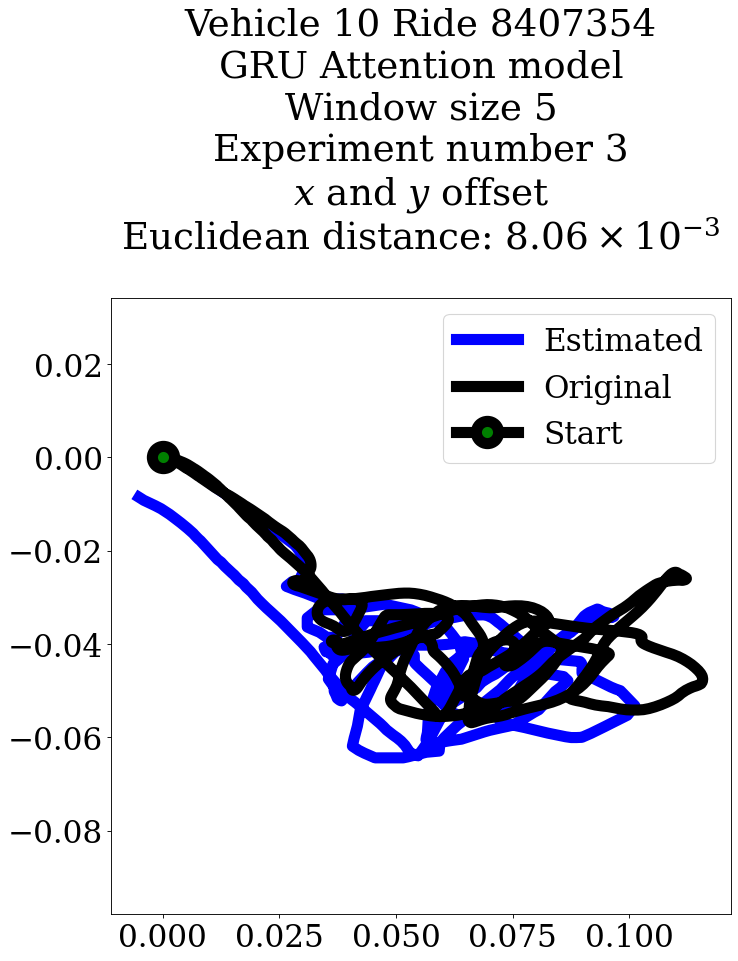 Vehicle 10 Ride 8407354
GRU Attention model
Window size 5
Experiment number 3
x and y offset
Euclidean distance: 8.06 × 10⁻³
Estimated
Original
Start
0.02
0.00
−0.02
−0.04
−0.06
−0.08
0.000 0.025 0.050 0.075 0.100